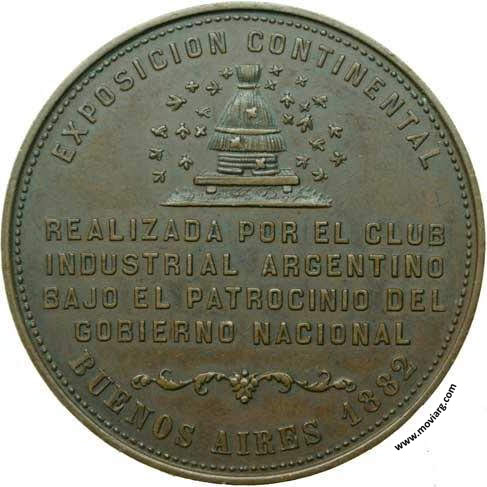 EXPOSICION CONTINENTAL
REALIZADA POR EL CLUB
INDUSTRIAL ARGENTINO
BAJO EL PATROCINIO DEL
GOBIERNO NACIONAL
BUENOS AIRES 1882
www.moviarg.com